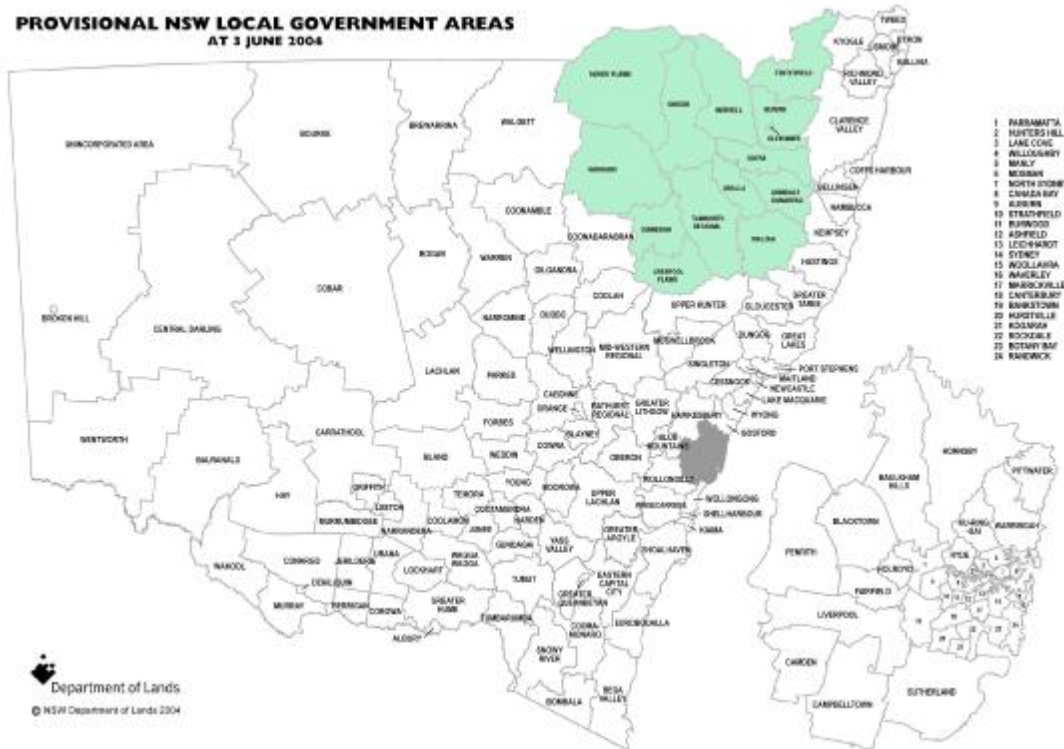 PROVISIONAL NSW LOCAL GOVERNMENT AREAS
AT 3 JUNE 2004
TWEED
KYOGLE
BYRON
LISMORE
BALLINA
RICHMOND
VALLEY
TENTERFIELD
MOREE PLAINS
INVERELL
SEVERN
CLARENCE
VALLEY
GUYRA
URALLA
NARRABRI
GUNNEDAH
TAMWORTH
REGIONAL
WALCHA
LIVERPOOL
PLAINS
COFFS HARBOUR
BELLINGEN
NAMBUCCA
KEMPSEY
HASTINGS
UNINCORPORATED AREA
BOURKE
BREWARRINA
WALGETT
COONAMBLE
COONABARABRAN
BOGAN
WARREN
GILGANDRA
COBAR
COOLAH
UPPER HUNTER
GLOUCESTER
GREATER
TAREE
BROKEN HILL
CENTRAL DARLING
NARROMINE
DUBBO
WELLINGTON
MID-WESTERN
REGIONAL
MUSWELLBROOK
DUNGOG
GREAT
LAKES
SINGLETON
PORT STEPHENS
MAITLAND
CESSNOCK
NEWCASTLE
LAKE MACQUARIE
LACHLAN
PARKES
CABONNE
ORANGE
BATHURST
REGIONAL
GREATER
LITHGOW
HAWKESBURY
WYONG
GOSFORD
FORBES
BLAYNEY
COWRA
OBERON
BLUE
MOUNTAINS
WENTWORTH
BALRANALD
CARRATHOOL
BLAND
WEDDIN
YOUNG
BOOROWA
UPPER
LACHLAN
WOLLONDILLY
WINGECARRIBEE
WOLLONGONG
SHELLHARBOUR
KIAMA
HAY
GRIFFITH
LEETON
MURRUMBIDGEE
NARRANDERA
TEMORA
COOLAMON
COOTAMUNDRA
JUNEE
HARDEN
GUNDAGAI
YASS
VALLEY
GREATER
ARGYLE
SHOALHAVEN
WAKOOL
CONARGO
JERILDERIE
URANA
LOCKHART
WAGGA
WAGGA
TUMUT
EASTERN
CAPITAL
CITY
DENILIQUIN
MURRAY
BERRIGAN
COROWA
GREATER
HUME
ALBURY
TUMBARUMBA
GREATER
QUEANBEYAN
COOMA-
MONARO
EUROBODALLA
SNOWY
RIVER
BOMBALA
BEGA
VALLEY
1 PARRAMATTA
2 HUNTERS HILL
3 LANE COVE
4 WILLOUGHBY
5 MANLY
6 MOSMAN
7 NORTH SYDNEY
8 CANADA BAY
9 AUBURN
10 STRATHFIELD
11 BURWOOD
12 ASHFIELD
13 LEICHHARDT
14 SYDNEY
15 WOOLLAHRA
16 WAVERLEY
17 MARRICKVILLE
18 CANTERBURY
19 BANKSTOWN
20 HURSTVILLE
21 KOGARAH
22 ROCKDALE
23 BOTANY BAY
24 RANDWICK
HORNSBY
PITTWATER
BAULKHAM
HILLS
KU-RING-
GAI
WARRINGAH
BLACKTOWN
RYDE
PENRITH
HOLROYD
FAIRFIELD
LIVERPOOL
CAMDEN
CAMPBELLTOWN
SUTHERLAND
Department of Lands
© NSW Department of Lands 2004